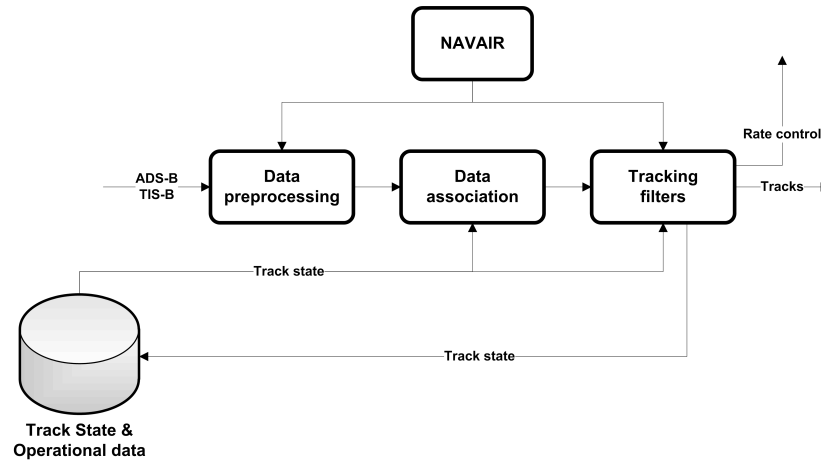 NAVAIR
Rate control
ADS-B
TIS-B
Data
preprocessing
Data
association
Tracking
filters
Tracks
Track state
Track state
Track State &
Operational data